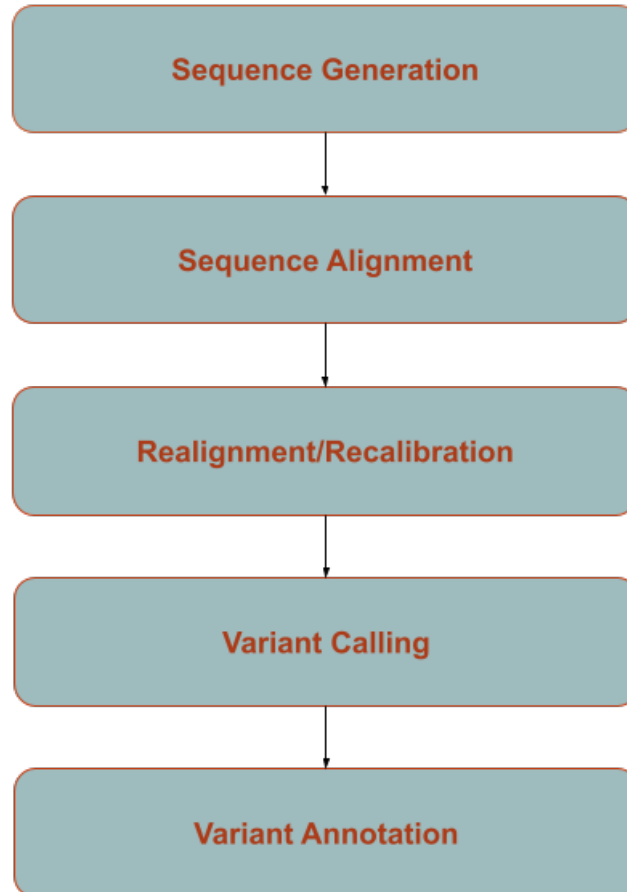 Sequence Generation
Sequence Alignment
Realignment/Recalibration
Variant Calling
Variant Annotation